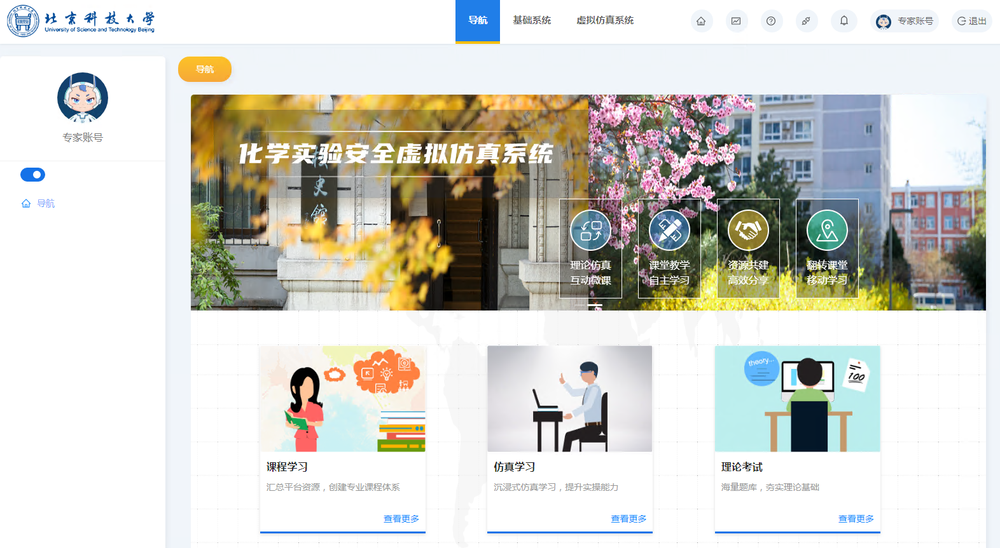 北京科技大学
University of Science and Technology Beijing
导航
基础系统
虚拟仿真系统
专家账号
退出
专家账号
导航
导航
化学实验安全虚拟仿真系统
史
馆
理论仿真
互动微课
课堂教学
自主学习
资源共建
高效分享
翻转课堂
移动学习
theory...
100
课程学习
汇总平台资源，创建专业课程体系
查看更多
仿真学习
沉浸式仿真学习，提升实操能力
查看更多
理论考试
海量题库，夯实理论基础
查看更多